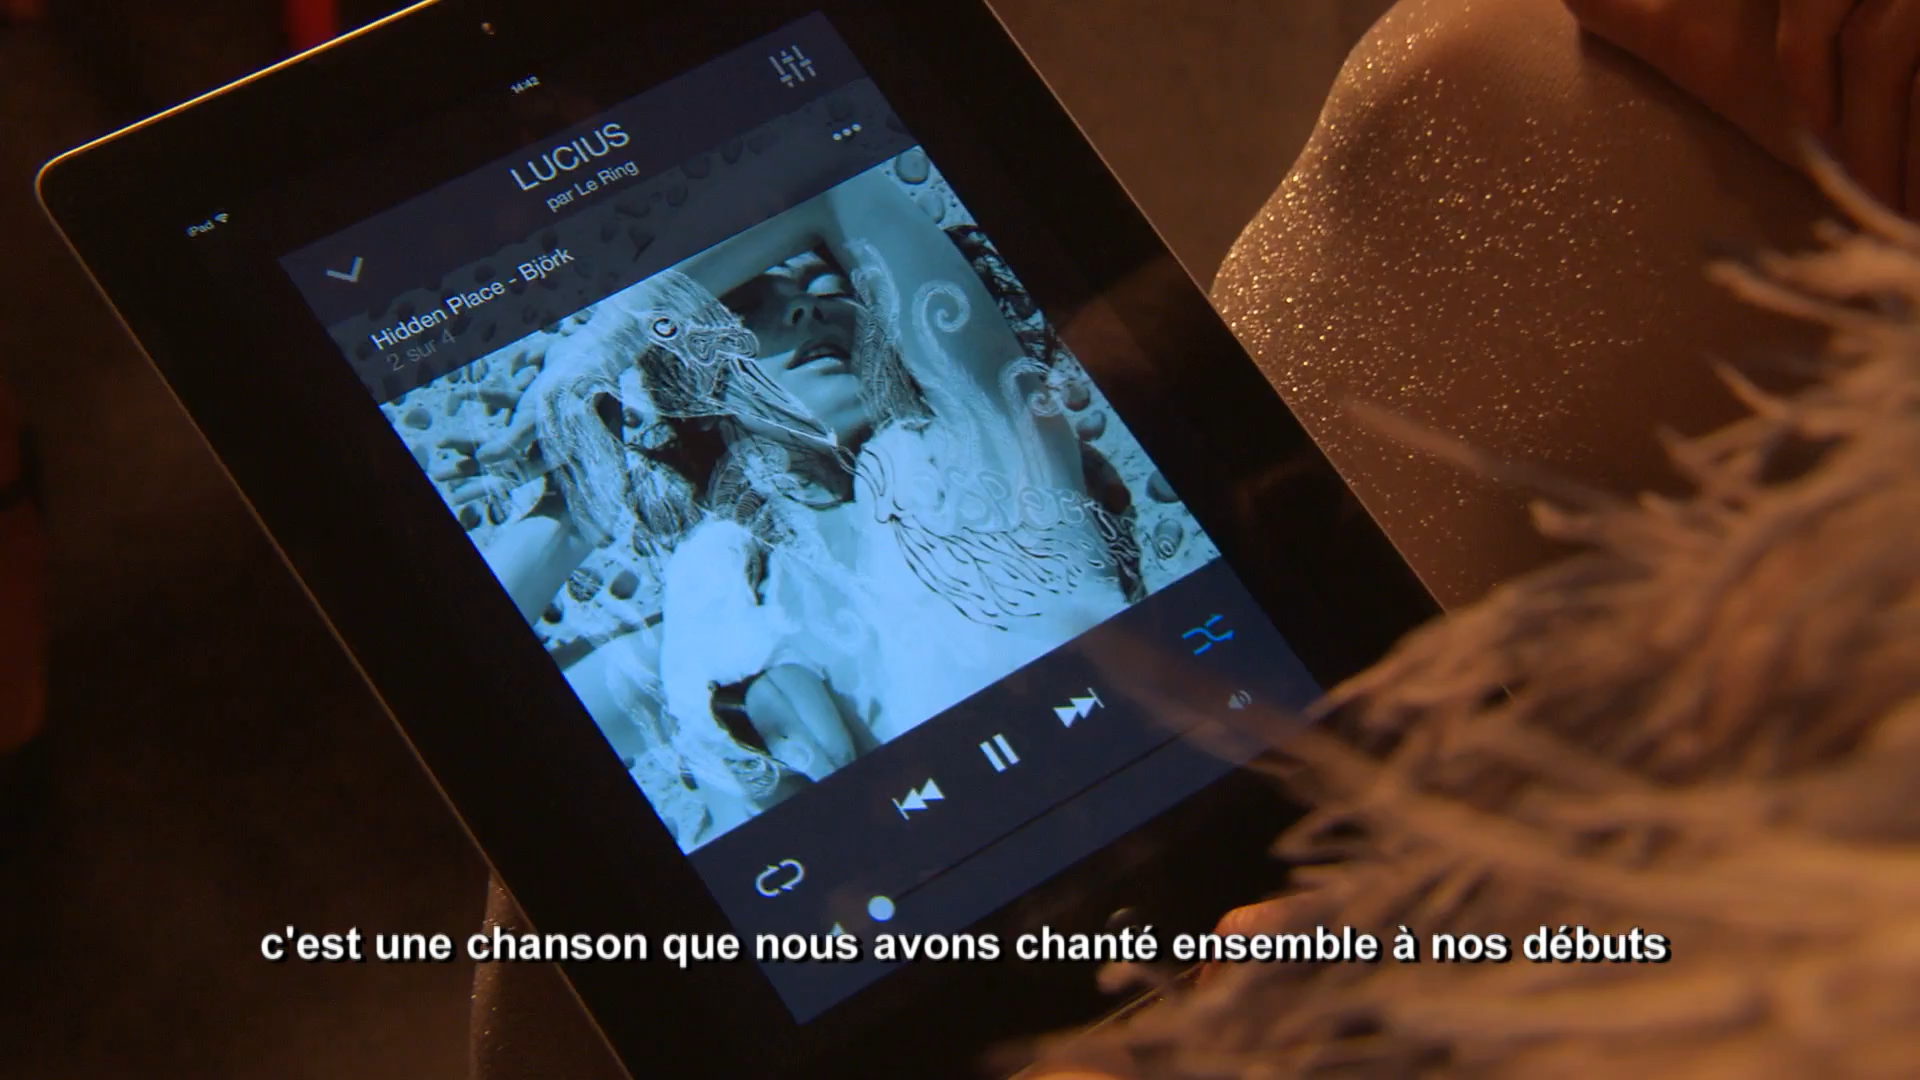 14:42
iPad
LUCIUS
par Le Ring
Hidden Place - Björk
2 sur 4
c'est une chanson que nous avons chanté ensemble à nos débuts